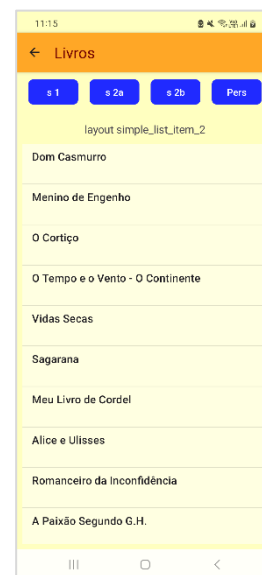 11:15
Livros
s 1 s 2a s 2b Pers
layout simple_list_item_2
Dom Casmurro
Menino de Engenho
O Cortiço
O Tempo e o Vento - O Continente
Vidas Secas
Sagarana
Meu Livro de Cordel
Alice e Ulisses
Romanceiro da Inconfidência
A Paixão Segundo G.H.